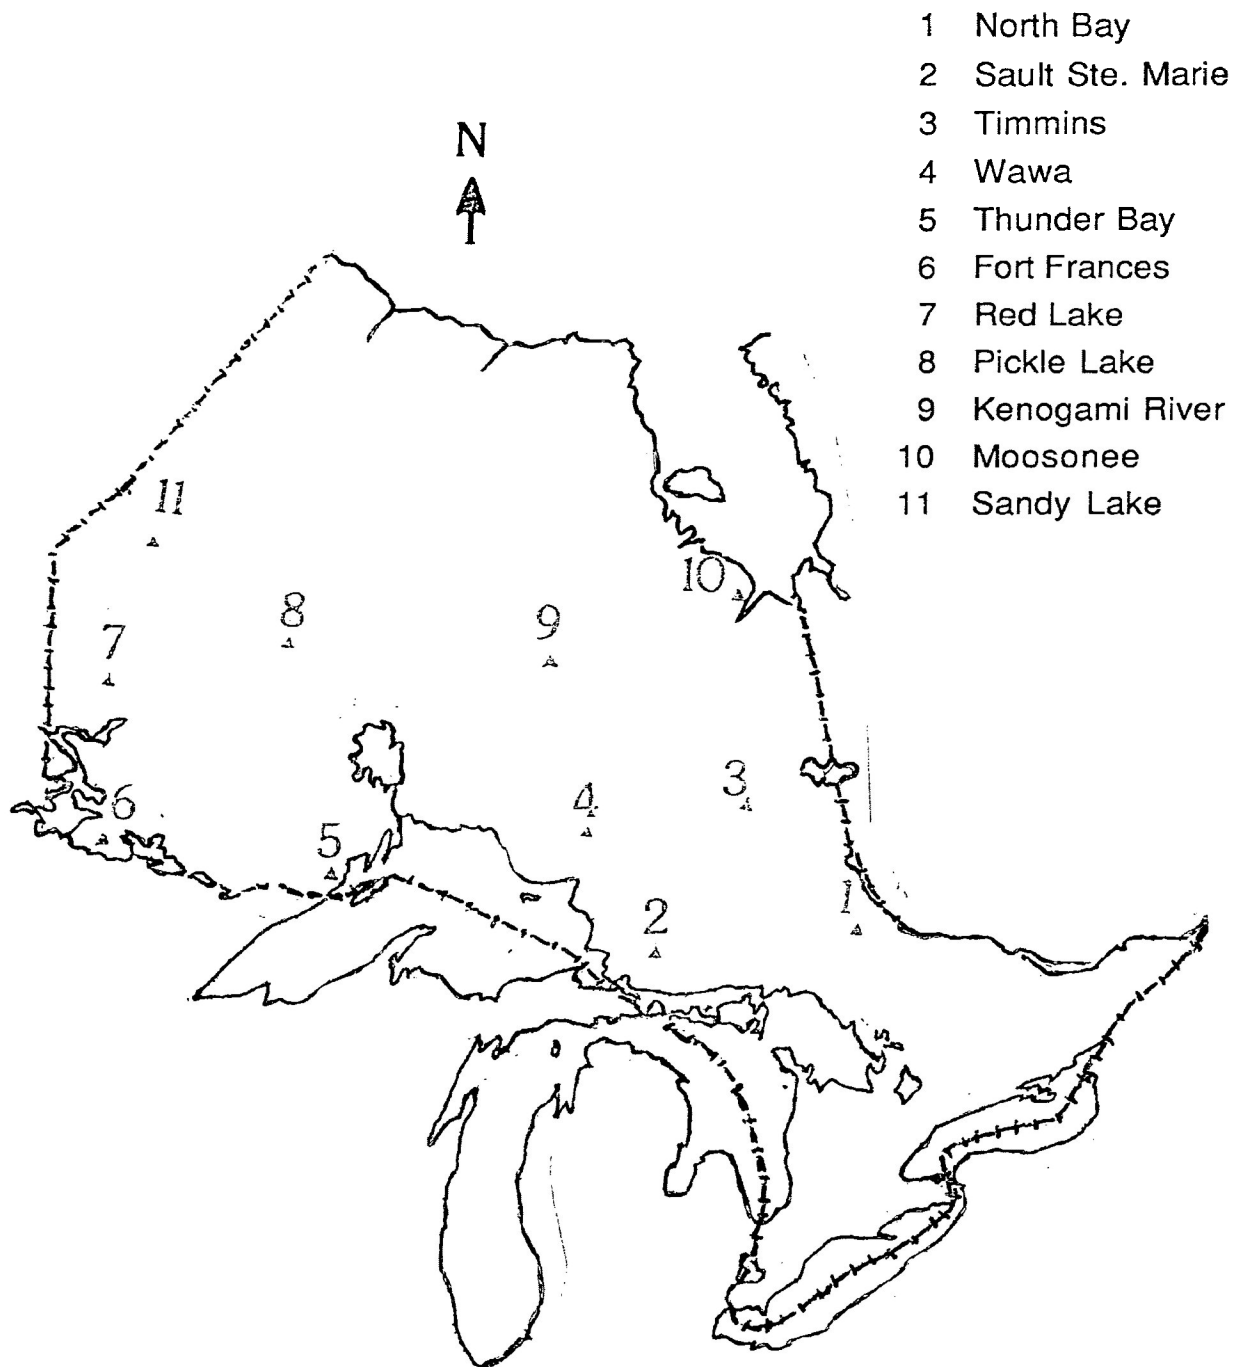 1 North Bay
2 Sault Ste. Marie
3 Timmins
4 Wawa
5 Thunder Bay
6 Fort Frances
7 Red Lake
8 Pickle Lake
9 Kenogami River
10 Moosonee
11 Sandy Lake
N
11
10
8
9
7
3
4
6
5
1
2